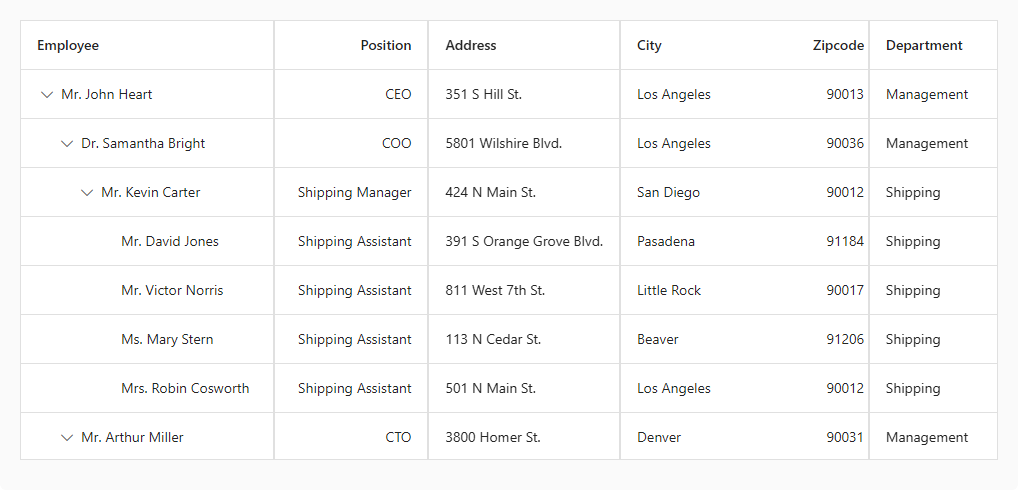 Employee Position Address City Zipcode Department
Mr. John Heart CEO 351 S Hill St. Los Angeles 90013 Management
Dr. Samantha Bright COO 5801 Wilshire Blvd. Los Angeles 90036 Management
Mr. Kevin Carter Shipping Manager 424 N Main St. San Diego 90012 Shipping
Mr. David Jones Shipping Assistant 391 S Orange Grove Blvd. Pasadena 91184 Shipping
Mr. Victor Norris Shipping Assistant 811 West 7th St. Little Rock 90017 Shipping
Ms. Mary Stern Shipping Assistant 113 N Cedar St. Beaver 91206 Shipping
Mrs. Robin Cosworth Shipping Assistant 501 N Main St. Los Angeles 90012 Shipping
Mr. Arthur Miller CTO 3800 Homer St. Denver 90031 Management